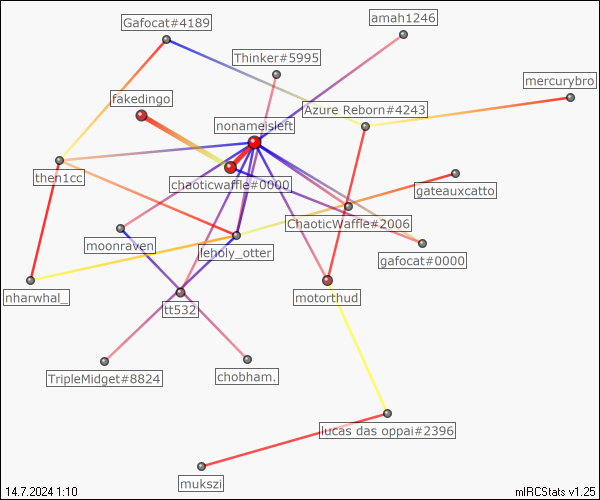 Gafocat#4189
amah1246
Thinker#5995
mercurybro
fakedingo
Azure Reborn#4243
nonameisleft
then1cc
chaoticwaffle#0000
gateauxcatto
ChaoticWaffle#2006
moonraven
leholy_otter
gafocat#0000
nharwhal_
motorthud
tt532
TripleMidget#8824
chobham.
lucas das oppai#2396
mukszi
14.7.2024 1:10
mIRCStats v1.25